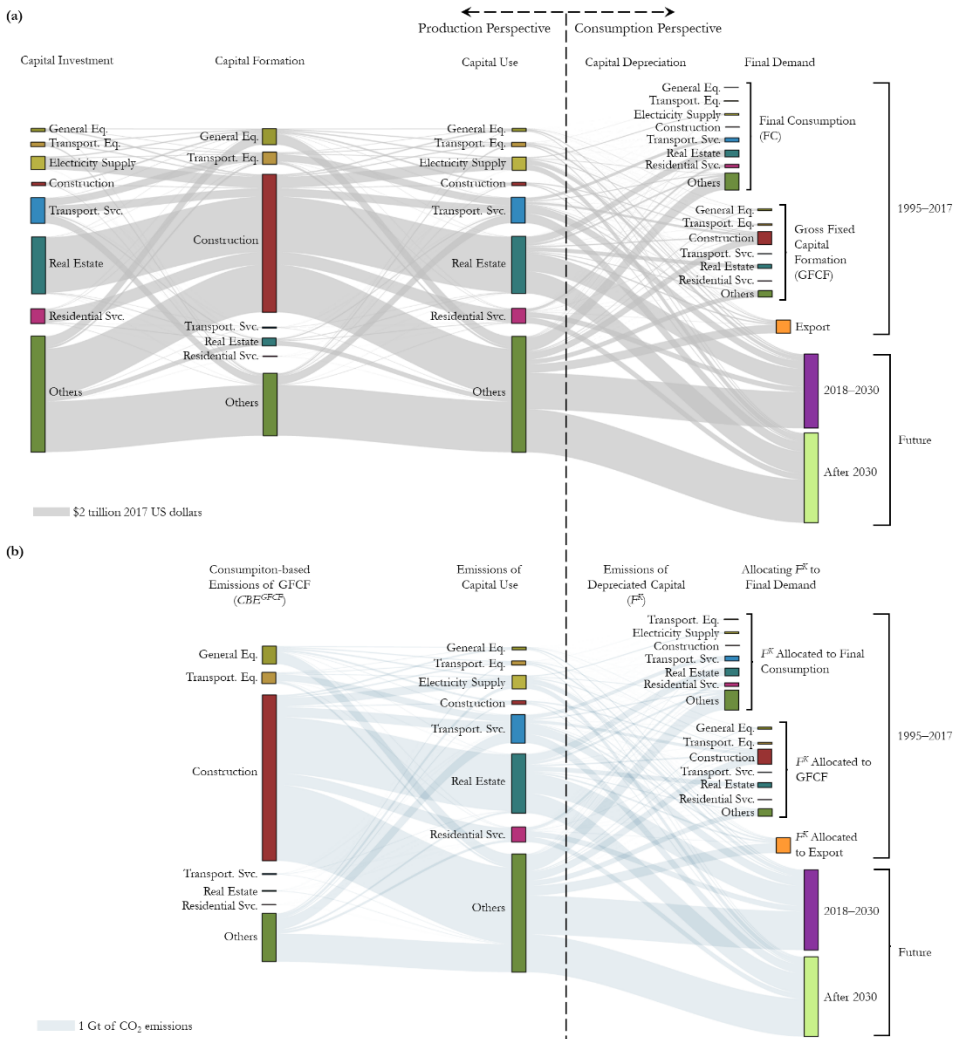 (a)
Production Perspective
Consumption Perspective
Capital Investment
Capital Formation
Capital Use
Capital Depreciation
Final Demand
General Eq.
Transport. Eq.
Electricity Supply
Construction
Transport. Svc.
Real Estate
Residential Svc.
Others
General Eq.
Transport. Eq.
Construction
Transport. Svc.
Real Estate
Residential Svc.
Others
General Eq.
Transport. Eq.
Electricity Supply
Construction
Transport. Svc.
Real Estate
Residential Svc.
Others
General Eq.
Transport. Eq.
Electricity Supply
Construction
Transport. Svc.
Real Estate
Residential Svc.
Others
Final Consumption
(FC)
General Eq.
Transport. Eq.
Construction
Transport. Svc.
Real Estate
Residential Svc.
Others
Gross Fixed
Capital
Formation
(GFCF)
Export
1995–2017
2018–2030
After 2030
Future
$2 trillion 2017 US dollars
(b)
Consumpiton-based
Emissions of GFCF
(CBE^GFCF)
Emissions of
Capital Use
Emissions of
Depreciated Capital
(F^K)
Allocating F^K to
Final Demand
General Eq.
Transport. Eq.
Construction
Transport. Svc.
Real Estate
Residential Svc.
Others
General Eq.
Transport. Eq.
Electricity Supply
Construction
Transport. Svc.
Real Estate
Residential Svc.
Others
Transport. Eq.
Electricity Supply
Construction
Transport. Svc.
Real Estate
Residential Svc.
Others
F^K Allocated to Final
Consumption
General Eq.
Transport. Eq.
Construction
Transport. Svc.
Real Estate
Residential Svc.
Others
F^K Allocated to
GFCF
F^K Allocated
to Export
1995–2017
2018–2030
After 2030
Future
1 Gt of CO₂ emissions